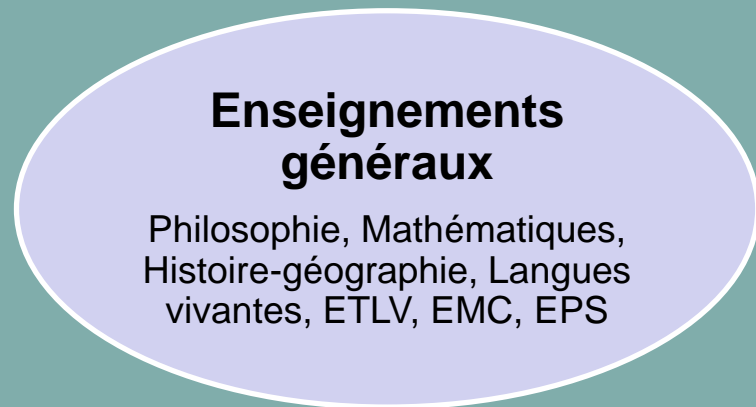 Enseignements
généraux
Philosophie, Mathématiques,
Histoire-géographie, Langues
vivantes, ETLV, EMC, EPS